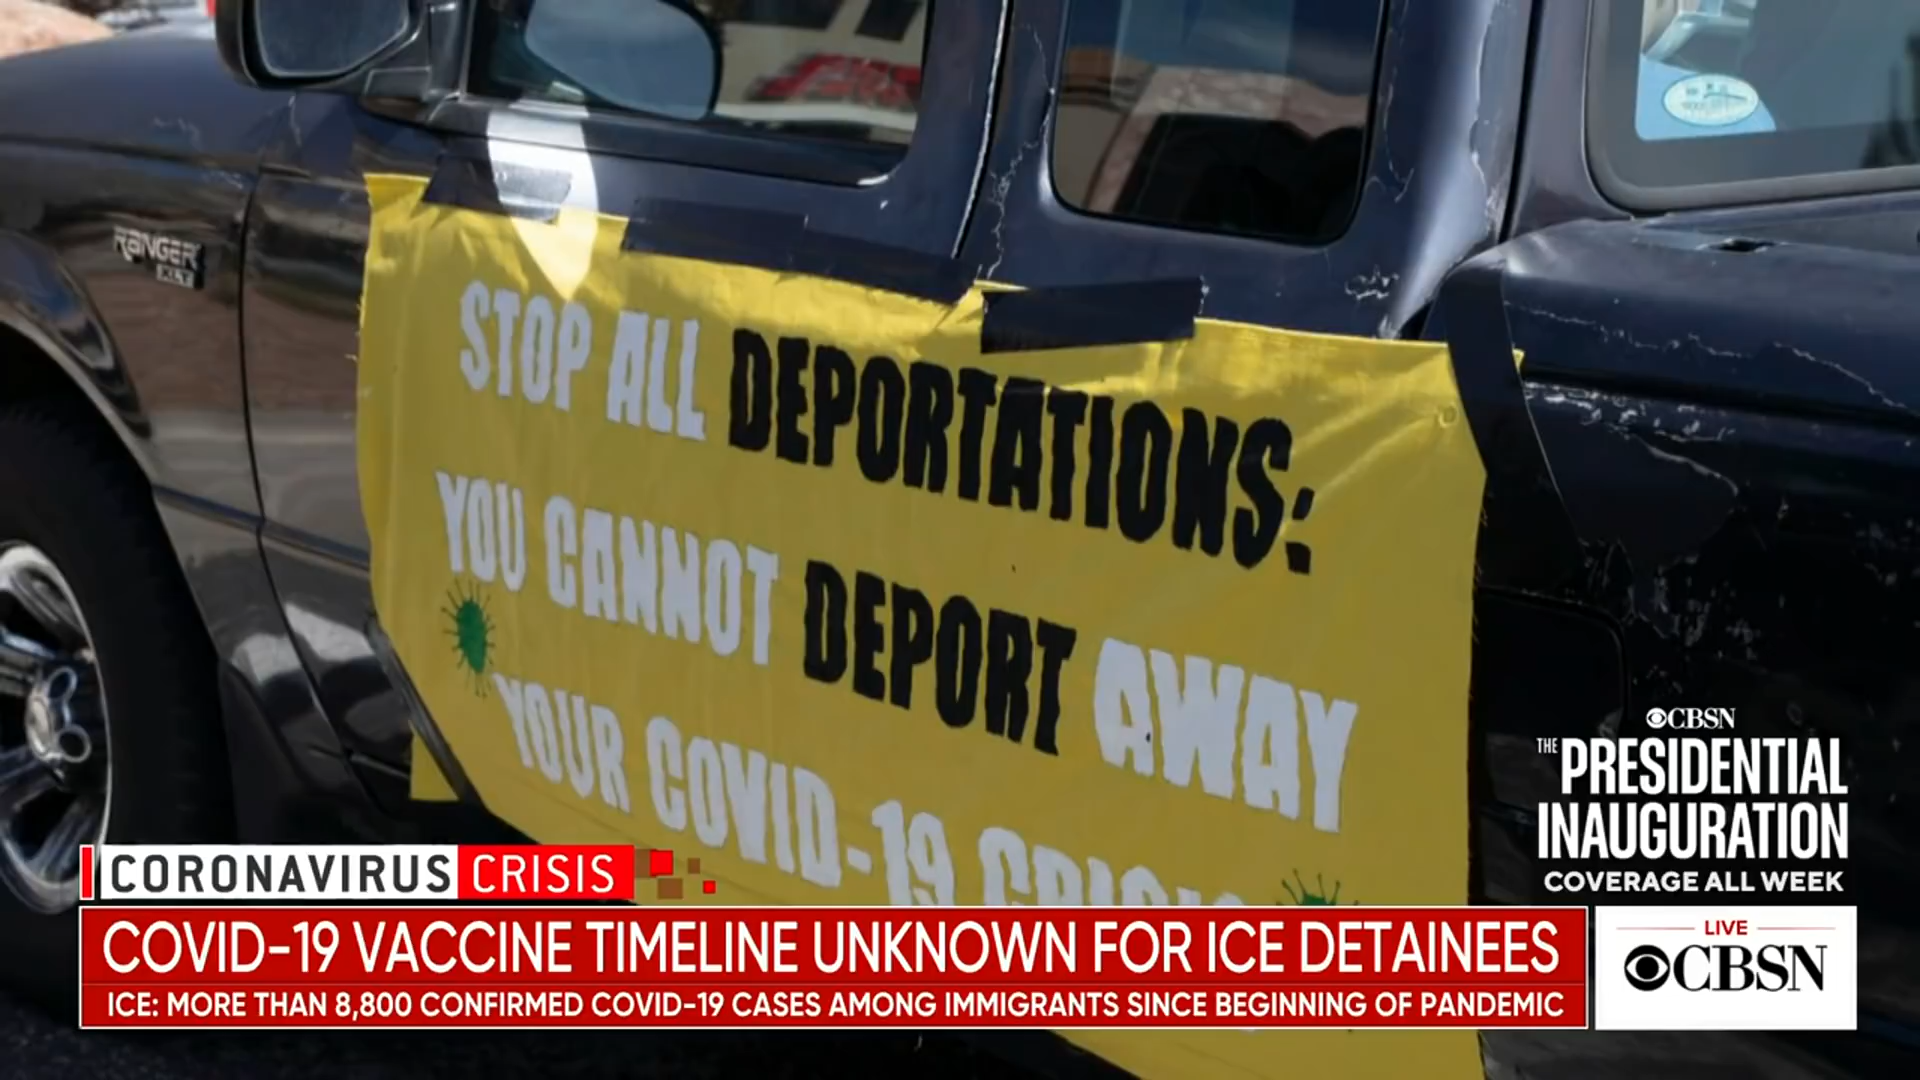 RANGER
XLT
STOP ALL DEPORTATIONS:
YOU CANNOT DEPORT AWAY
YOUR COVID-19 CRISIS
CBSN
THE PRESIDENTIAL
INAUGURATION
COVERAGE ALL WEEK
CORONAVIRUS CRISIS
COVID-19 VACCINE TIMELINE UNKNOWN FOR ICE DETAINEES
ICE: MORE THAN 8,800 CONFIRMED COVID-19 CASES AMONG IMMIGRANTS SINCE BEGINNING OF PANDEMIC
LIVE
CBSN